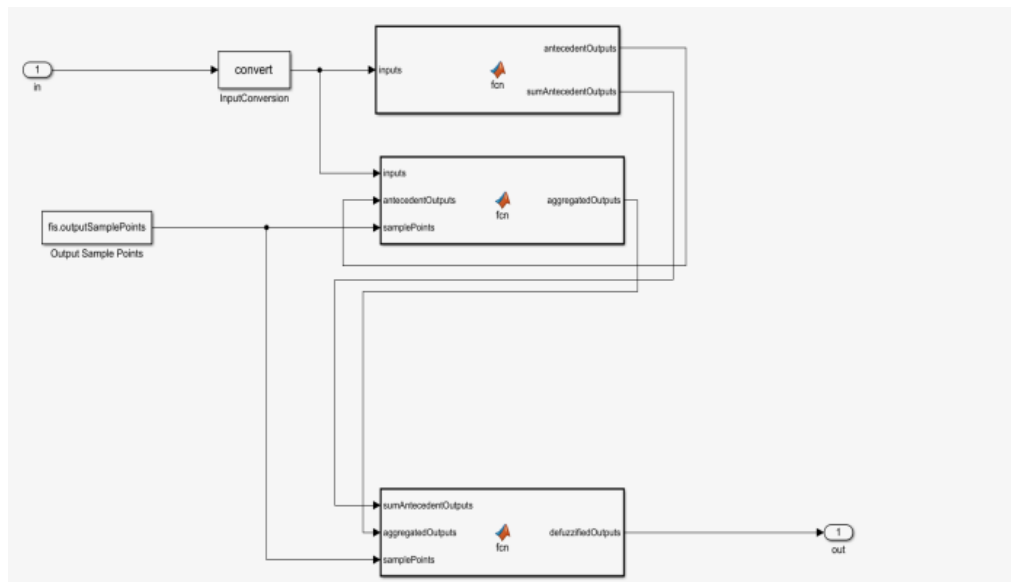 1
in
convert
InputConversion
inputs
fcn
antecedentOutputs
sumAntecedentOutputs
inputs
antecedentOutputs
samplePoints
fcn
aggregatedOutputs
fis.outputSamplePoints
Output Sample Points
sumAntecedentOutputs
aggregatedOutputs
samplePoints
fcn
defuzzifiedOutputs
1
out